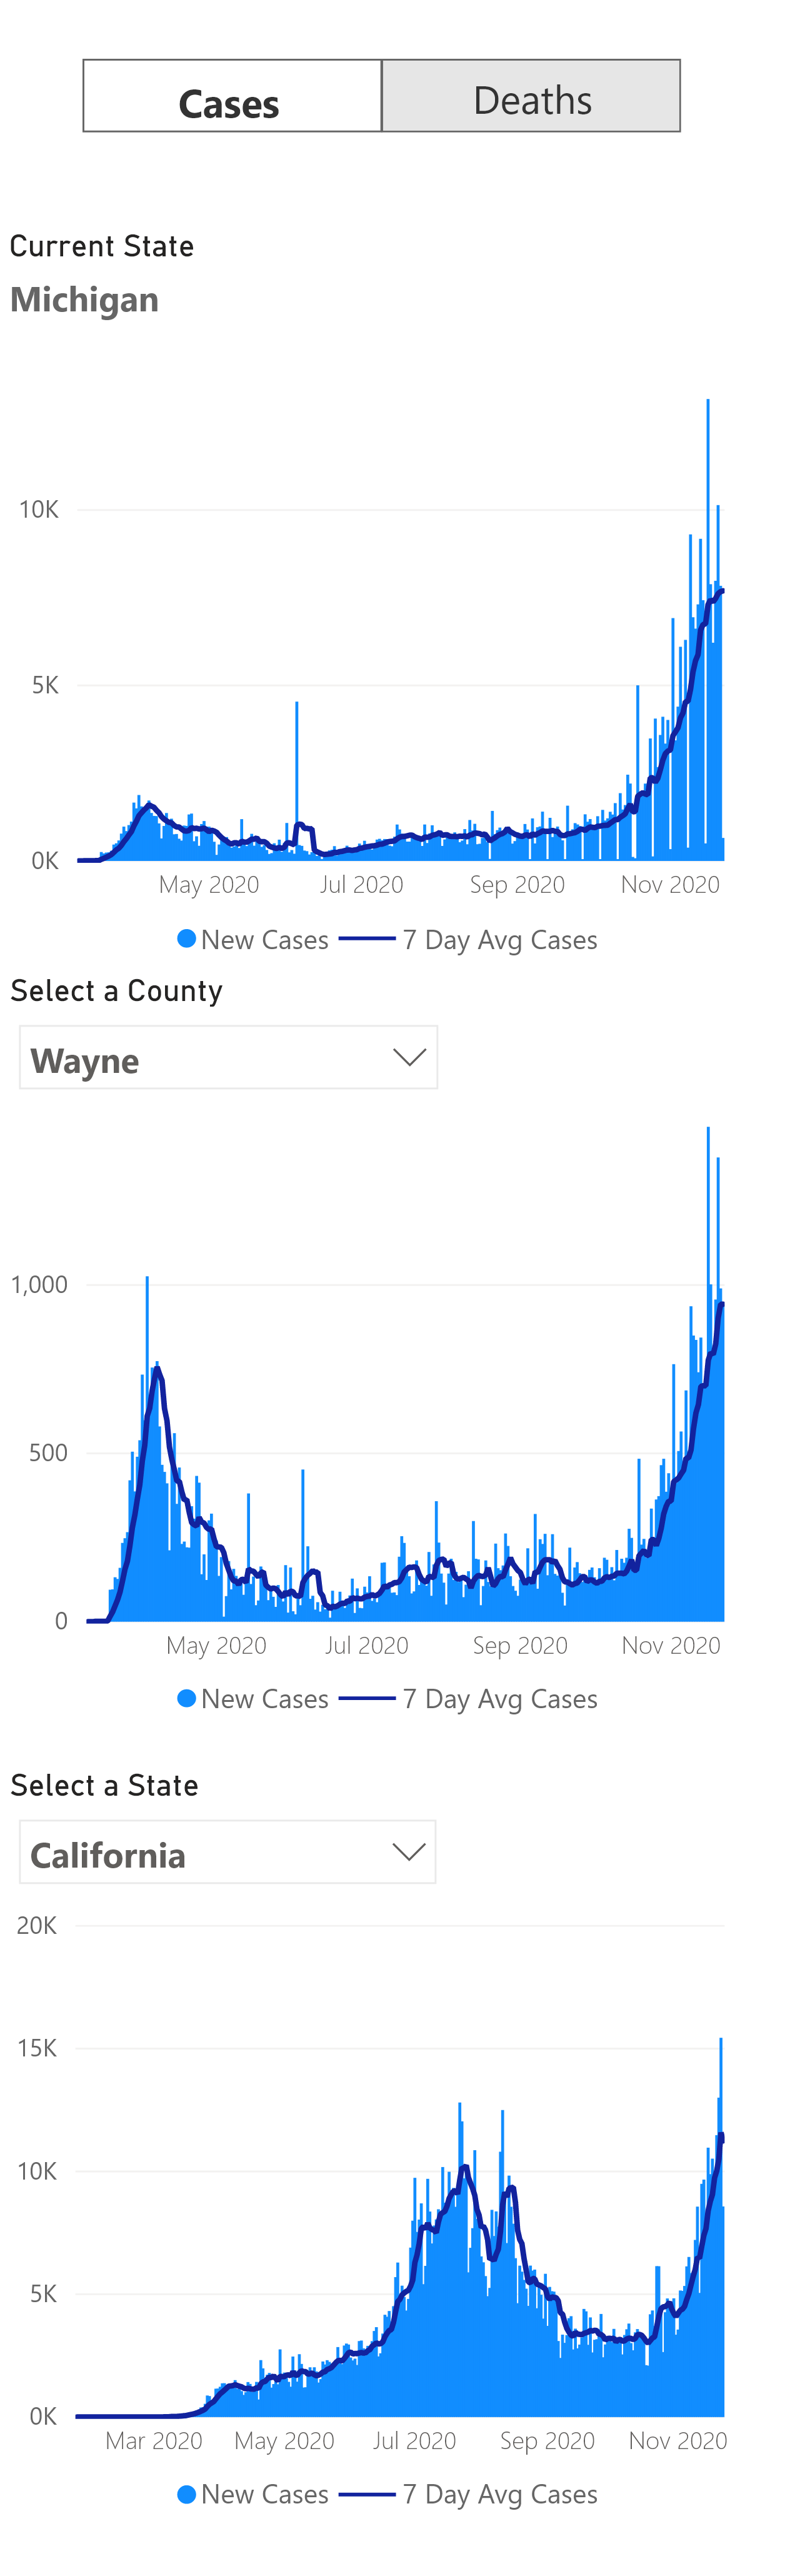 Cases Deaths
Current State
Michigan
10K
5K
0K
May 2020 Jul 2020 Sep 2020 Nov 2020
New Cases 7 Day Avg Cases
Select a County
Wayne
1,000
500
0
May 2020 Jul 2020 Sep 2020 Nov 2020
New Cases 7 Day Avg Cases
Select a State
California
20K
15K
10K
5K
0K
Mar 2020 May 2020 Jul 2020 Sep 2020 Nov 2020
New Cases 7 Day Avg Cases